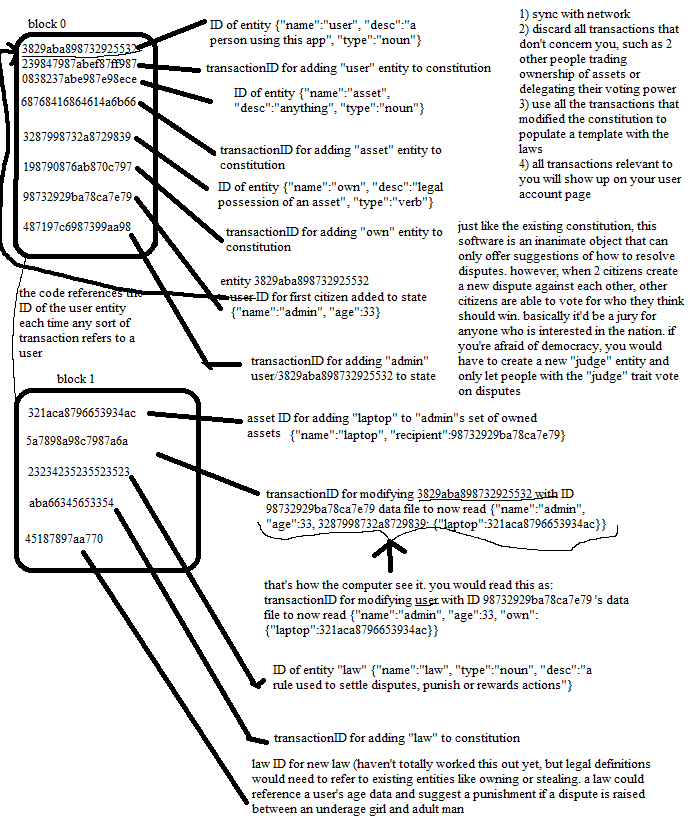 block 0
3829aba898732925532
239847987abef87ff987
0838237abe987e98ece
68768416864614a6b66
3287998732a8729839
198790876ab870c797
98732929ba78ca7e79
487197c6987399aa98
ID of entity {"name":"user", "desc":"a
person using this app", "type":"noun"}
transactionID for adding "user" entity to constitution
ID of entity {"name":"asset",
"desc":"anything", "type":"noun"}
transactionID for adding "asset" entity to
constitution
ID of entity {"name":"own", "desc":"legal
possession of an asset", "type":"verb"}
transactionID for adding "own" entity to
constitution
entity 3829aba898732925532
user ID for first citizen added to state
{"name":"admin", "age":33}
transactionID for adding "admin"
user/3829aba898732925532 to state
1) sync with network
2) discard all transactions that
don't concern you, such as 2
other people trading
ownership of assets or
delegating their voting power
3) use all the transactions that
modified the constitution to
populate a template with the
laws
4) all transactions relevant to
you will show up on your user
account page
just like the existing constitution, this
software is an inanimate object that can
only offer suggestions of how to resolve
disputes. however, when 2 citizens create
a new dispute against each other, other
citizens are able to vote for who they think
should win. basically it'd be a jury for
anyone who is interested in the nation. if
you're afraid of democracy, you would
have to create a new "judge" entity and
only let people with the "judge" trait vote
on disputes
the code references the
ID of the user entity
each time any sort of
transaction refers to a
user
block 1
321aca8796653934ac
5a7898a98c7987a6a
23234235235523523
aba66345653354
45187897aa770
asset ID for adding "laptop" to "admin"s set of owned
assets {"name":"laptop", "recipient":98732929ba78ca7e79}
transactionID for modifying 3829aba898732925532 with ID
98732929ba78ca7e79 data file to now read {"name":"admin",
"age":33, 3287998732a8729839: {"laptop":321aca8796653934ac}}
that's how the computer see it. you would read this as:
transactionID for modifying user with ID 98732929ba78ca7e79 's data
file to now read {"name":"admin", "age":33, "own":
{"laptop":321aca8796653934ac}}
ID of entity "law" {"name":"law", "type":"noun", "desc":"a
rule used to settle disputes, punish or rewards actions"}
transactionID for adding "law" to constitution
law ID for new law (haven't totally worked this out yet, but legal definitions
would need to refer to existing entities like owning or stealing. a law could
reference a user's age data and suggest a punishment if a dispute is raised
between an underage girl and adult man